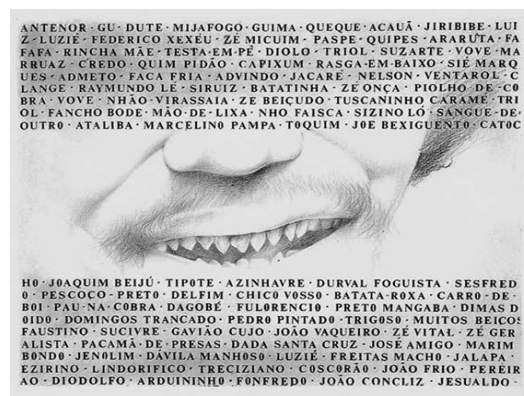 ANTENOR · GU · DUTE · MIJAFOGO · GUIMA · QUEQUE · ACAUÃ · JIRIBIBE · LUI
Z · LUZIÉ · FEDERICO XEXÉU · ZÉ MICUIM · PASPE · QUIPES · ARARUTA · FA
FAFA · RINCHA MÃE · TESTA-EM-PÉ · DIOLO · TRIOL · SUZARTE · VOVE · MA
RRUAZ · CREDO · QUIM PIDÃO · CAPIXUM · RASGA-EM-BAIXO · SIÉ MARQ
UES · ADMETO · FACA FRIA · ADVINDO · JACARÉ · NELSON · VENTAROL · C
LANGE · RAYMUNDO LÉ · SIRUIZ · BATATINHA · ZE ONÇA · PIOLHO DE-CO
BRA · VOVE · NHÃO · VIRASSAIA · ZE BEIÇUDO · TUSCANINHO CARAMÉ · TRI
OL · FANCHO BODE · MÃO-DE-LIXA · NHO FAISCA · SIZINO LÓ · SANGUE-DE-
OUTRO · ATALIBA · MARCELINO PAMPA · TOQUIM · JOE BEXIGUENTO · CATOC
HO · JOAQUIM BEIJÚ · TIPOTE · AZINHAVRE · DURVAL FOGUISTA · SESFRED
O · PESCOCO-PRETO · DELFIM · CHICO VOSSO · BATATA-ROXA · CARRO-DE-
BOI · PAU-NA-COBRA · DAGOBÉ · FULORENCIO · PRETO MANGABA · DIMAS D
OIDO · DOMINGOS TRANCADO · PEDRO PINTADO · TRIGOSO · MUITOS BEICOS
FAUSTINO · SUCIVRE · GAVIÃO CUJO · JOÃO VAQUEIRO · ZÉ VITAL · ZÉ GER
ALISTA · PACAMÃ-DE-PRESAS · DADA SANTA CRUZ · JOSÉ AMIGO · MARIM
BONDO · JENOLIM · DÁVILA MANHOSO · LUZIÉ · FREITAS MACHO · JALAPA ·
EZIRINO · LINDORIFICO · TRECIZIANO · COSCORÃO · JOÃO FRIO · PEREIR
AO · DIODOLFO · ARDUININHO · FONFREDO · JOÃO CONCLIZ · JESUALDO ·